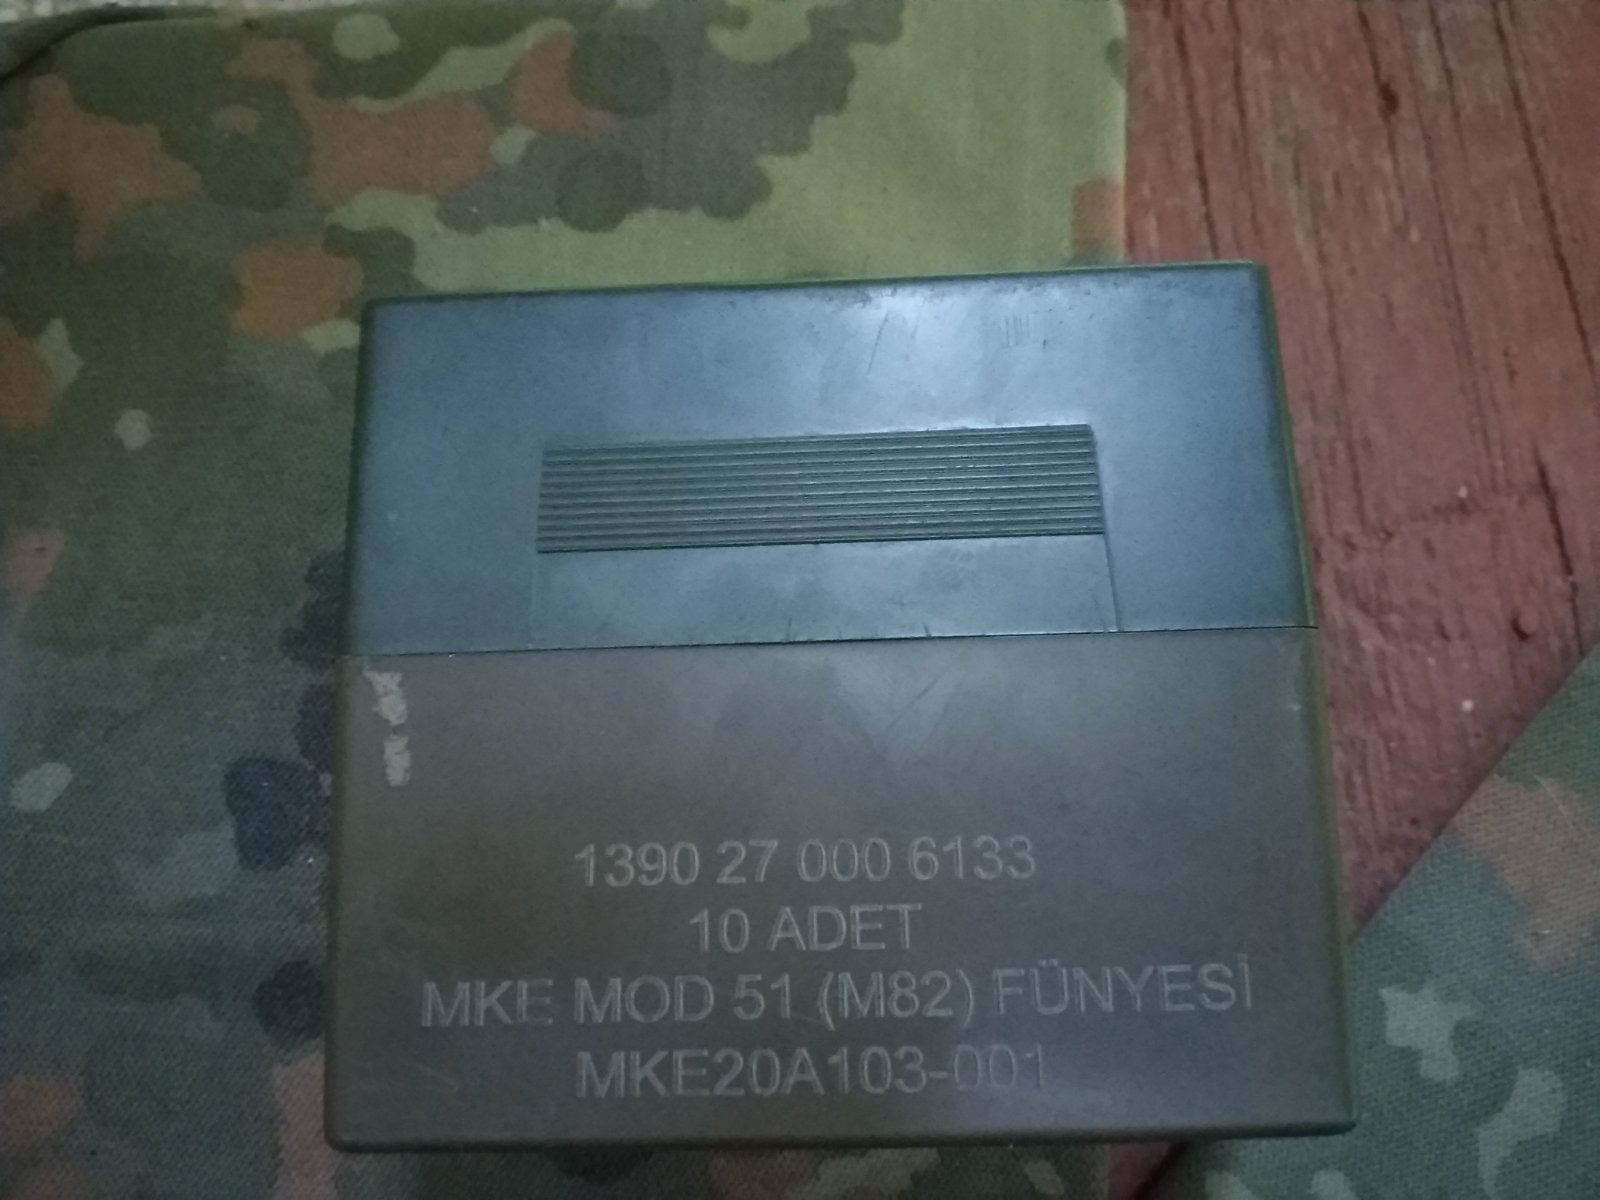 1390 27 000 6133
10 ADET
MKE MOD 51 (M82) FÜNYESİ
MKE20A103-001